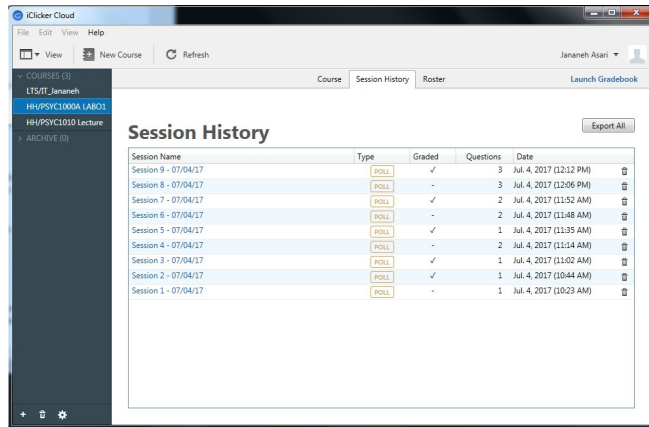 iClicker Cloud
File Edit View Help
View New Course Refresh Jananeh Asari
COURSES (3)
LTS/IT_Jananeh
HH/PSYC1000A LABO1
HH/PSYC1010 Lecture
ARCHIVE (0)
Course Session History Roster Launch Gradebook
Session History
Export All
Session Name Type Graded Questions Date
Session 9 - 07/04/17 POLL ✓ 3 Jul. 4, 2017 (12:12 PM)
Session 8 - 07/04/17 POLL - 3 Jul. 4, 2017 (12:06 PM)
Session 7 - 07/04/17 POLL ✓ 2 Jul. 4, 2017 (11:52 AM)
Session 6 - 07/04/17 POLL - 2 Jul. 4, 2017 (11:48 AM)
Session 5 - 07/04/17 POLL ✓ 1 Jul. 4, 2017 (11:35 AM)
Session 4 - 07/04/17 POLL - 2 Jul. 4, 2017 (11:14 AM)
Session 3 - 07/04/17 POLL ✓ 1 Jul. 4, 2017 (11:02 AM)
Session 2 - 07/04/17 POLL ✓ 1 Jul. 4, 2017 (10:44 AM)
Session 1 - 07/04/17 POLL - 1 Jul. 4, 2017 (10:23 AM)